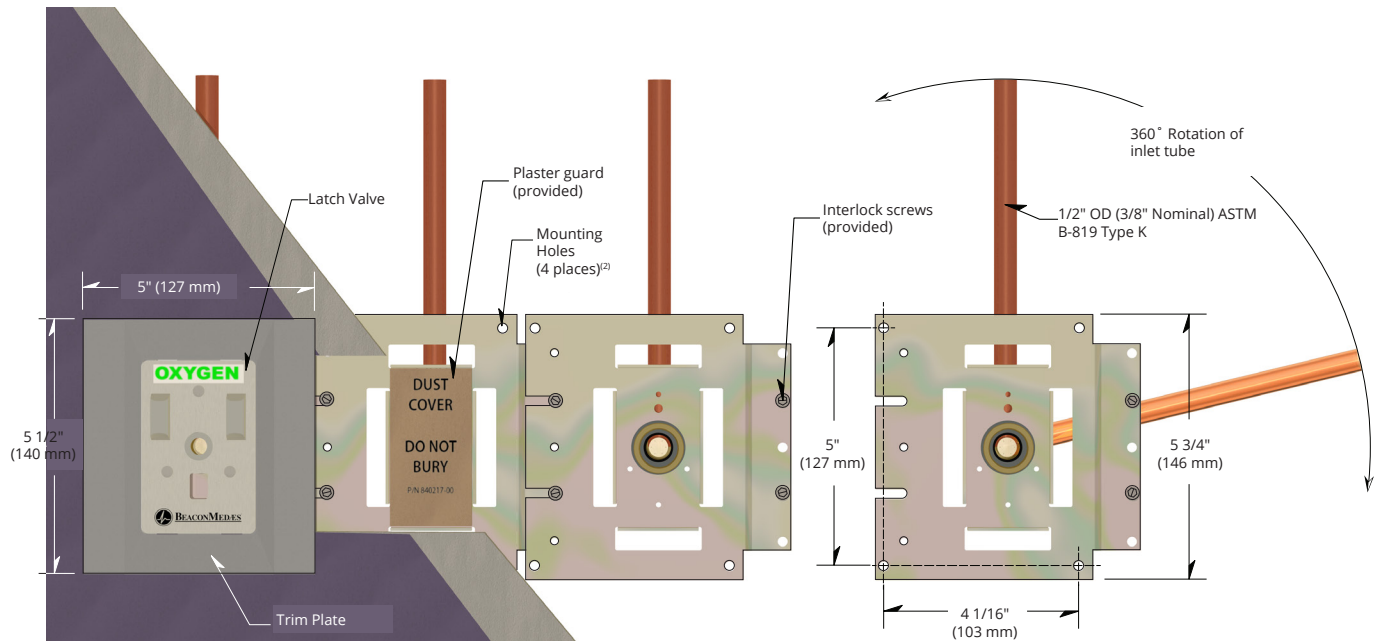 360˚ Rotation of
inlet tube
Plaster guard
(provided)
Latch Valve
Interlock screws
(provided)
1/2" OD (3/8" Nominal) ASTM
B-819 Type K
Mounting
Holes
(4 places)(2)
5" (127 mm)
OXYGEN
DUST
COVER
DO NOT
BURY
P/N 840217-00
5 1/2"
(140 mm)
5"
(127 mm)
5 3/4"
(146 mm)
BEACONMEDÆS
Trim Plate
4 1/16"
(103 mm)